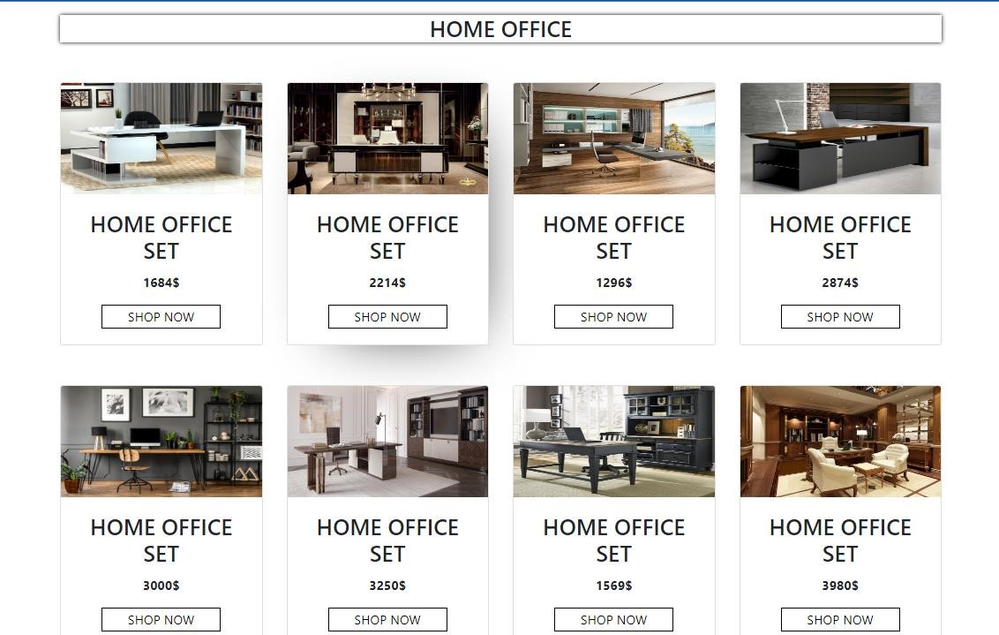 HOME OFFICE
HOME OFFICE
SET
1684$
SHOP NOW
HOME OFFICE
SET
2214$
SHOP NOW
HOME OFFICE
SET
1296$
SHOP NOW
HOME OFFICE
SET
2874$
SHOP NOW
HOME OFFICE
SET
3000$
SHOP NOW
HOME OFFICE
SET
3250$
SHOP NOW
HOME OFFICE
SET
1569$
SHOP NOW
HOME OFFICE
SET
3980$
SHOP NOW